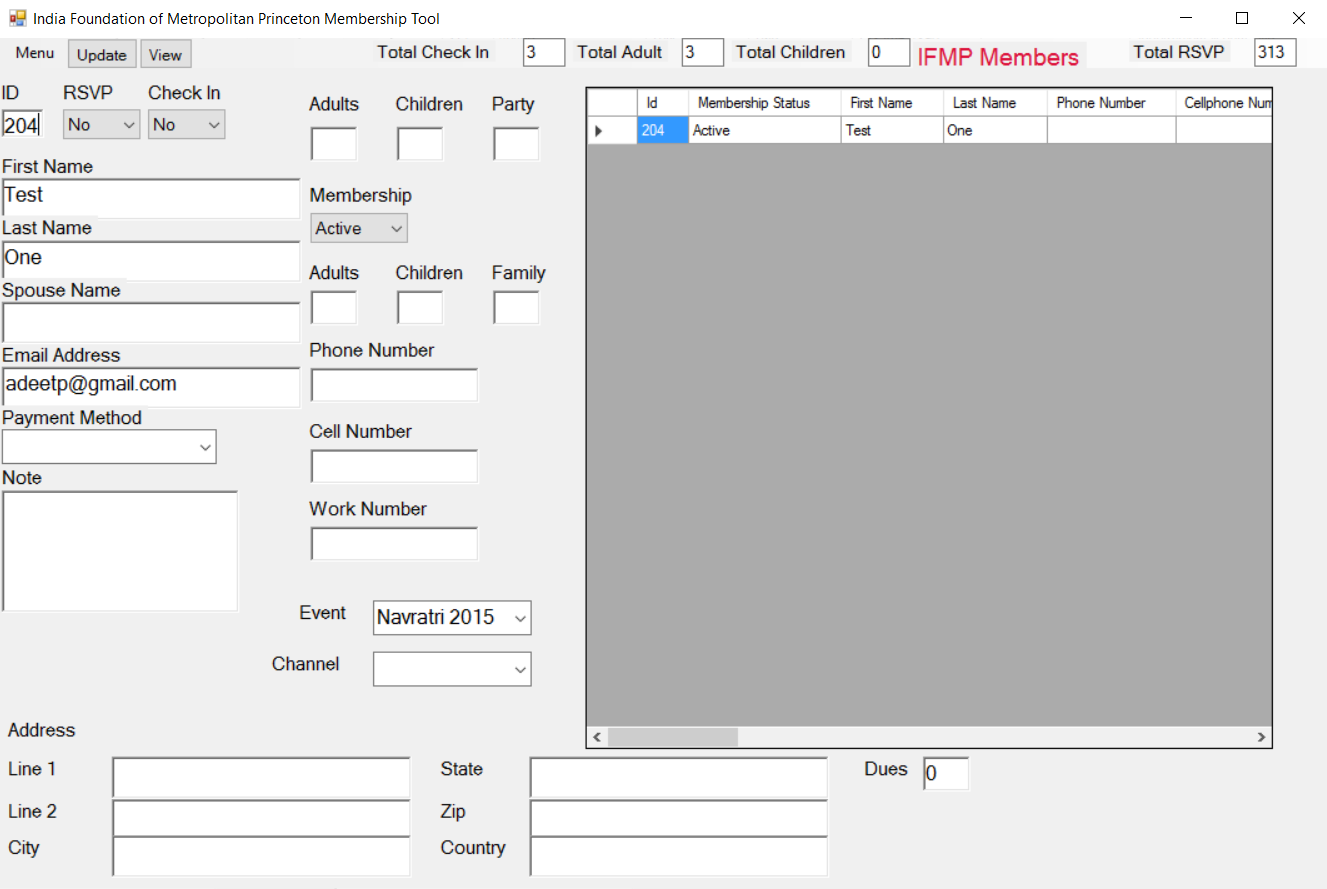 India Foundation of Metropolitan Princeton Membership Tool
Menu Update View Total Check In 3 Total Adult 3 Total Children 0 IFMP Members Total RSVP 313
ID RSVP Check In
204 No No
First Name
Test
Last Name
One
Spouse Name
Email Address
adeetp@gmail.com
Payment Method
Note
Adults Children Party
Membership
Active
Adults Children Family
Phone Number
Cell Number
Work Number
Event Navratri 2015
Channel
Id Membership Status First Name Last Name Phone Number Cellphone Num
204 Active Test One
Address
Line 1 State Dues 0
Line 2 Zip
City Country